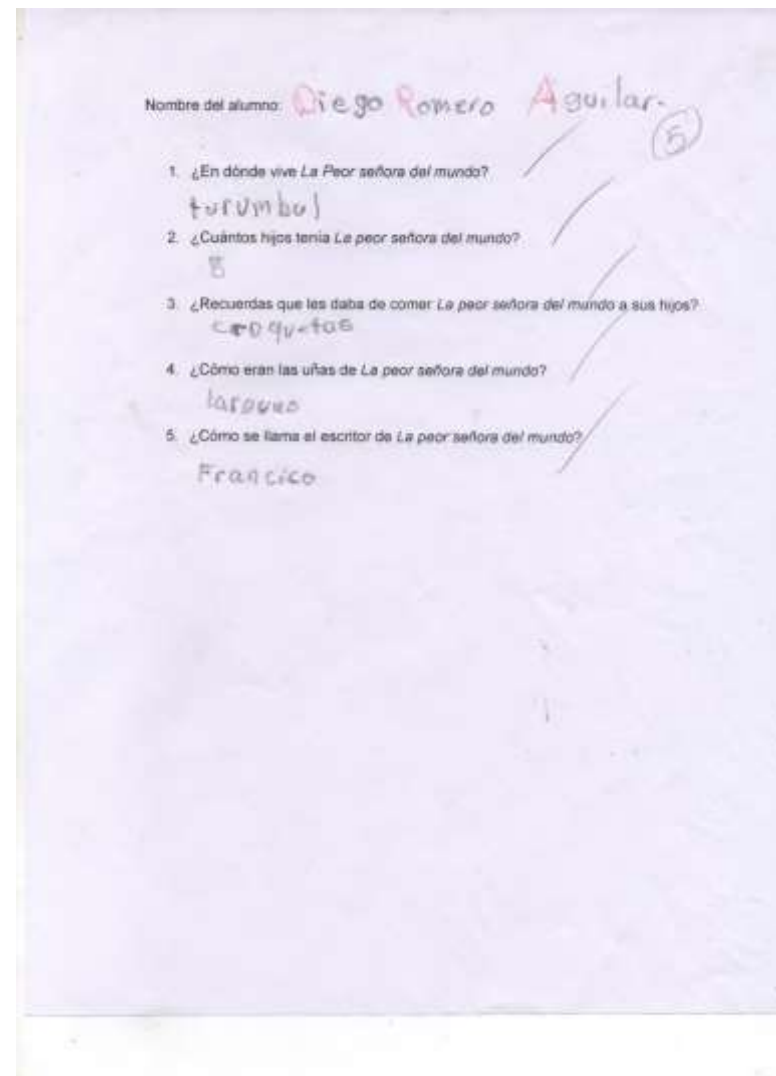 Nombre del alumno: Diego Romero Aguilar.
5
1. ¿En dónde vive La Peor señora del mundo?
turumbul
2. ¿Cuántos hijos tenía La peor señora del mundo?
3. ¿Recuerdas que les daba de comer La peor señora del mundo a sus hijos?
croquetas
4. ¿Cómo eran las uñas de La peor señora del mundo?
5. ¿Cómo se llama el escritor de La peor señora del mundo?
Francico